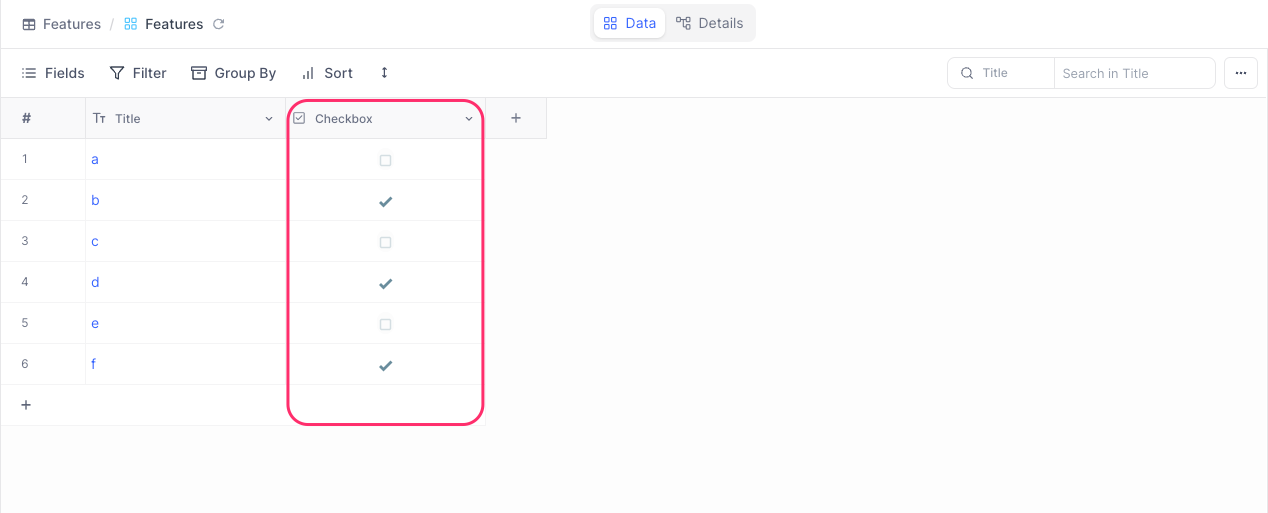 Features / Features
Data Details
Fields Filter Group By Sort
Title Search in Title
# Title Checkbox
1 a
2 b
3 c
4 d
5 e
6 f